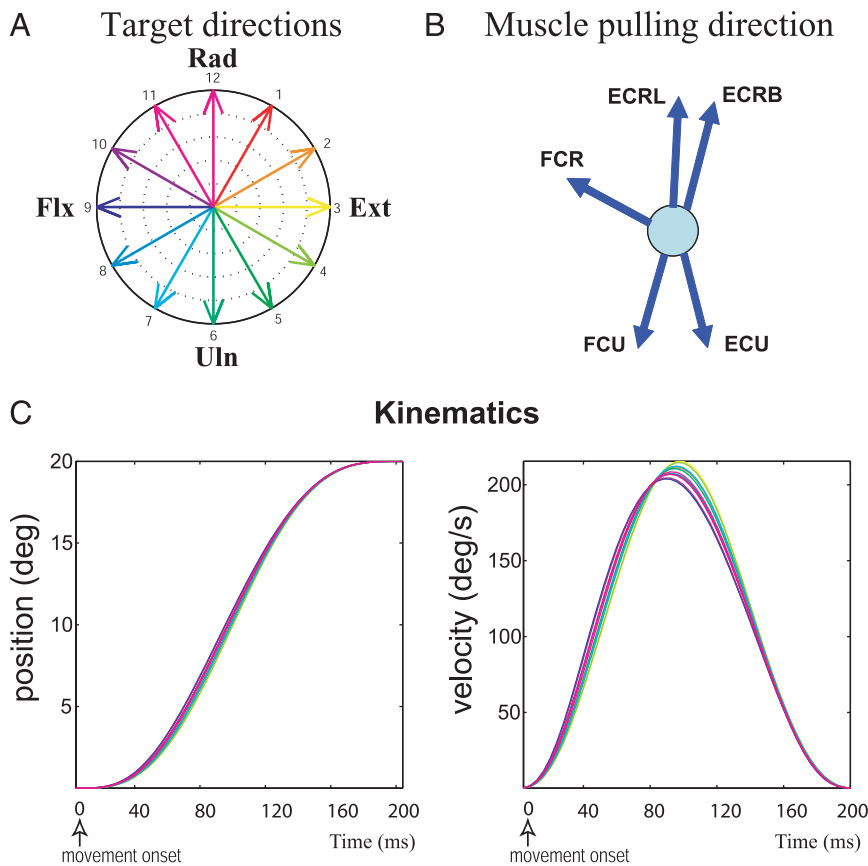 A Target directions
Rad
12
11 1
10 2
Flx 9 3 Ext
8 4
7 5
6
Uln
B Muscle pulling direction
ECRL ECRB
FCR
FCU ECU
C Kinematics
position (deg)
20
15
10
5
0 40 80 120 160 200
Time (ms)
movement onset
velocity (deg/s)
200
150
100
50
0 40 80 120 160 200
Time (ms)
movement onset